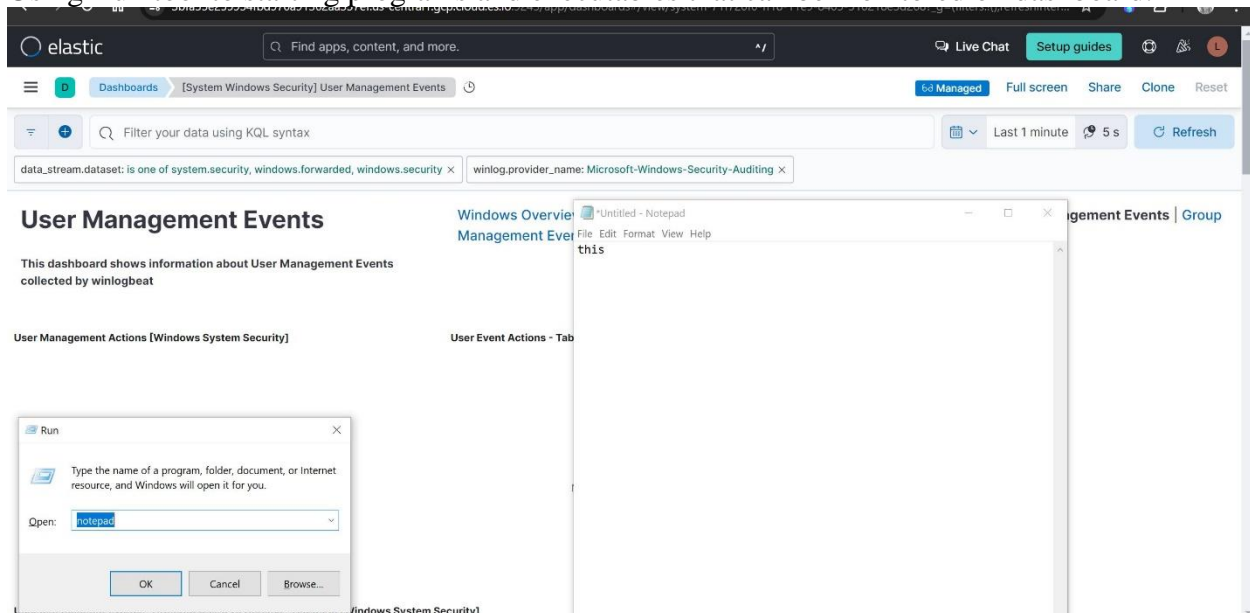 elastic
Find apps, content, and more.
^/
Live Chat
Setup guides
L
D
Dashboards
[System Windows Security] User Management Events
Managed
Full screen
Share
Clone
Reset
Filter your data using KQL syntax
Last 1 minute
5 s
Refresh
data_stream.dataset: is one of system.security, windows.forwarded, windows.security ×
winlog.provider_name: Microsoft-Windows-Security-Auditing ×
User Management Events
This dashboard shows information about User Management Events
collected by winlogbeat
Windows
Management
Events | Group
*Untitled - Notepad
File Edit Format View Help
this
User Management Actions [Windows System Security]
User Event Actions -
Run
Type the name of a program, folder, document, or Internet
resource, and Windows will open it for you.
Open:
notepad
OK
Cancel
Browse...
System Security]